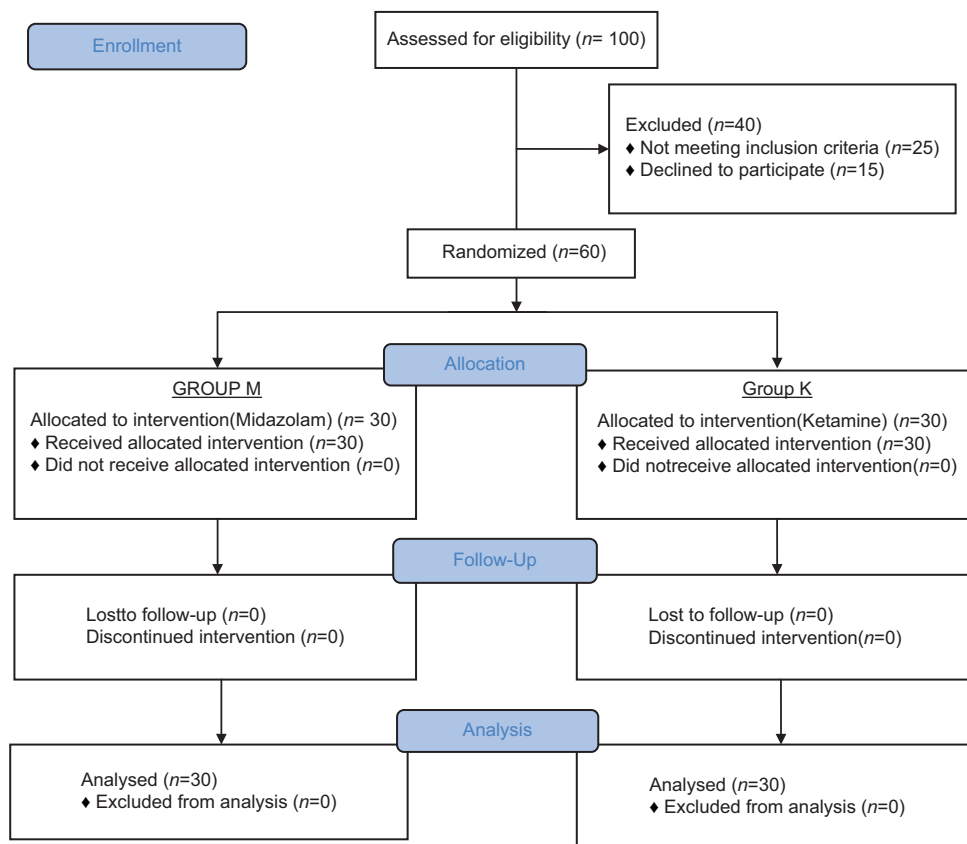 Enrollment
Assessed for eligibility (n= 100)
Excluded (n=40)
♦ Not meeting inclusion criteria (n=25)
♦ Declined to participate (n=15)
Randomized (n=60)
Allocation
GROUP M
Allocated to intervention(Midazolam) (n= 30)
♦ Received allocated intervention (n=30)
♦ Did not receive allocated intervention (n=0)
Group K
Allocated to intervention(Ketamine) (n=30)
♦ Received allocated intervention (n=30)
♦ Did notreceive allocated intervention(n=0)
Follow-Up
Lostto follow-up (n=0)
Discontinued intervention (n=0)
Lost to follow-up (n=0)
Discontinued intervention(n=0)
Analysis
Analysed (n=30)
♦ Excluded from analysis (n=0)
Analysed (n=30)
♦ Excluded from analysis (n=0)